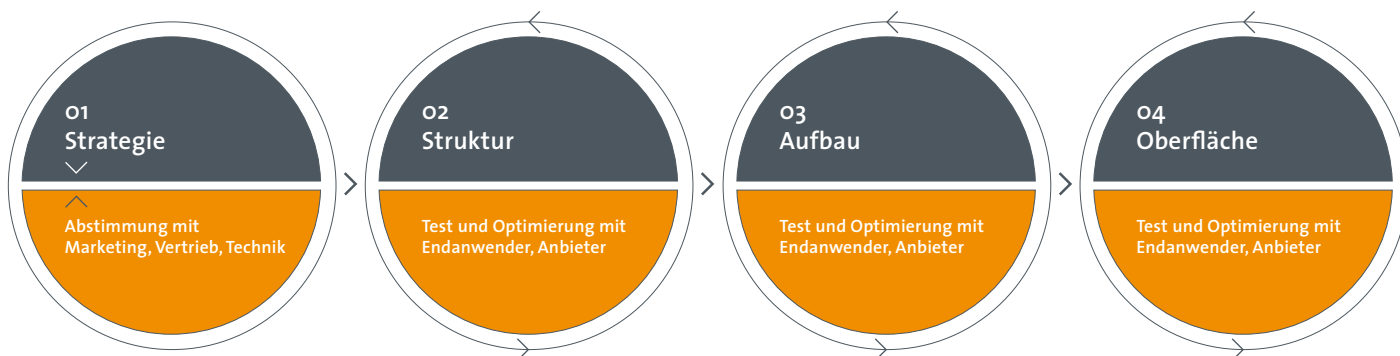 01
Strategie
Abstimmung mit
Marketing, Vertrieb, Technik
02
Struktur
Test und Optimierung mit
Endanwender, Anbieter
03
Aufbau
Test und Optimierung mit
Endanwender, Anbieter
04
Oberfläche
Test und Optimierung mit
Endanwender, Anbieter